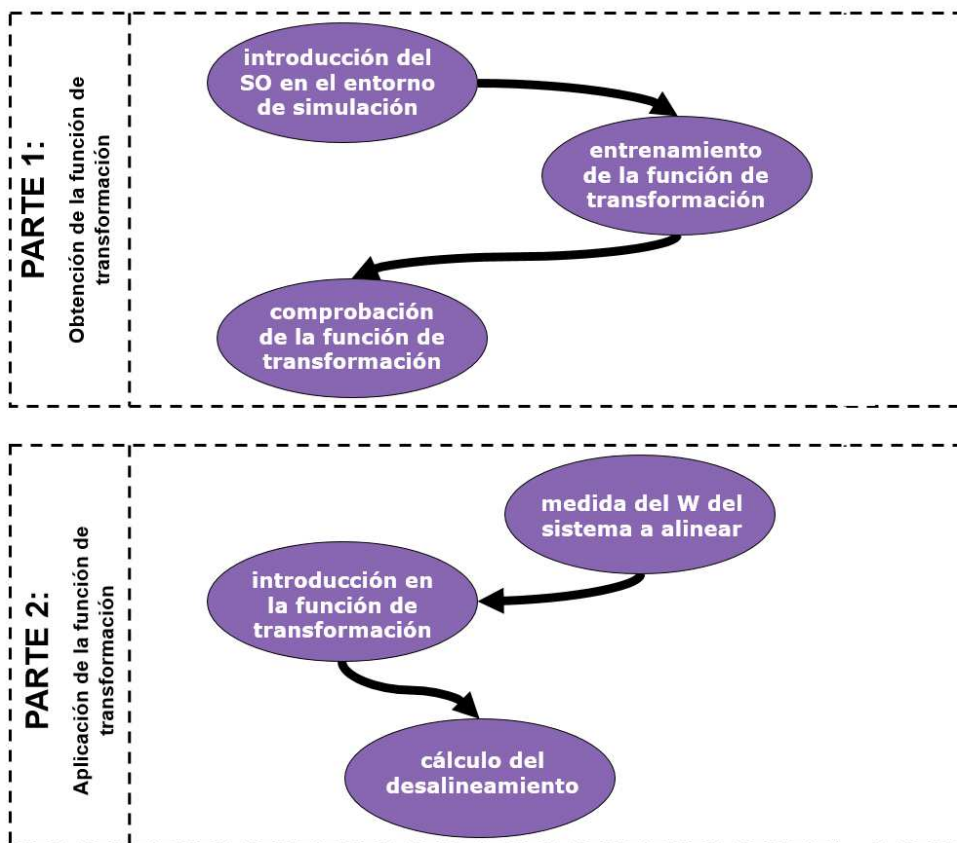 PARTE 1:
Obtención de la función de
transformación
introducción del
SO en el entorno
de simulación
entrenamiento
de la función de
transformación
comprobación
de la función de
transformación
PARTE 2:
Aplicación de la función de
transformación
medida del W del
sistema a alinear
introducción en
la función de
transformación
cálculo del
desalineamiento